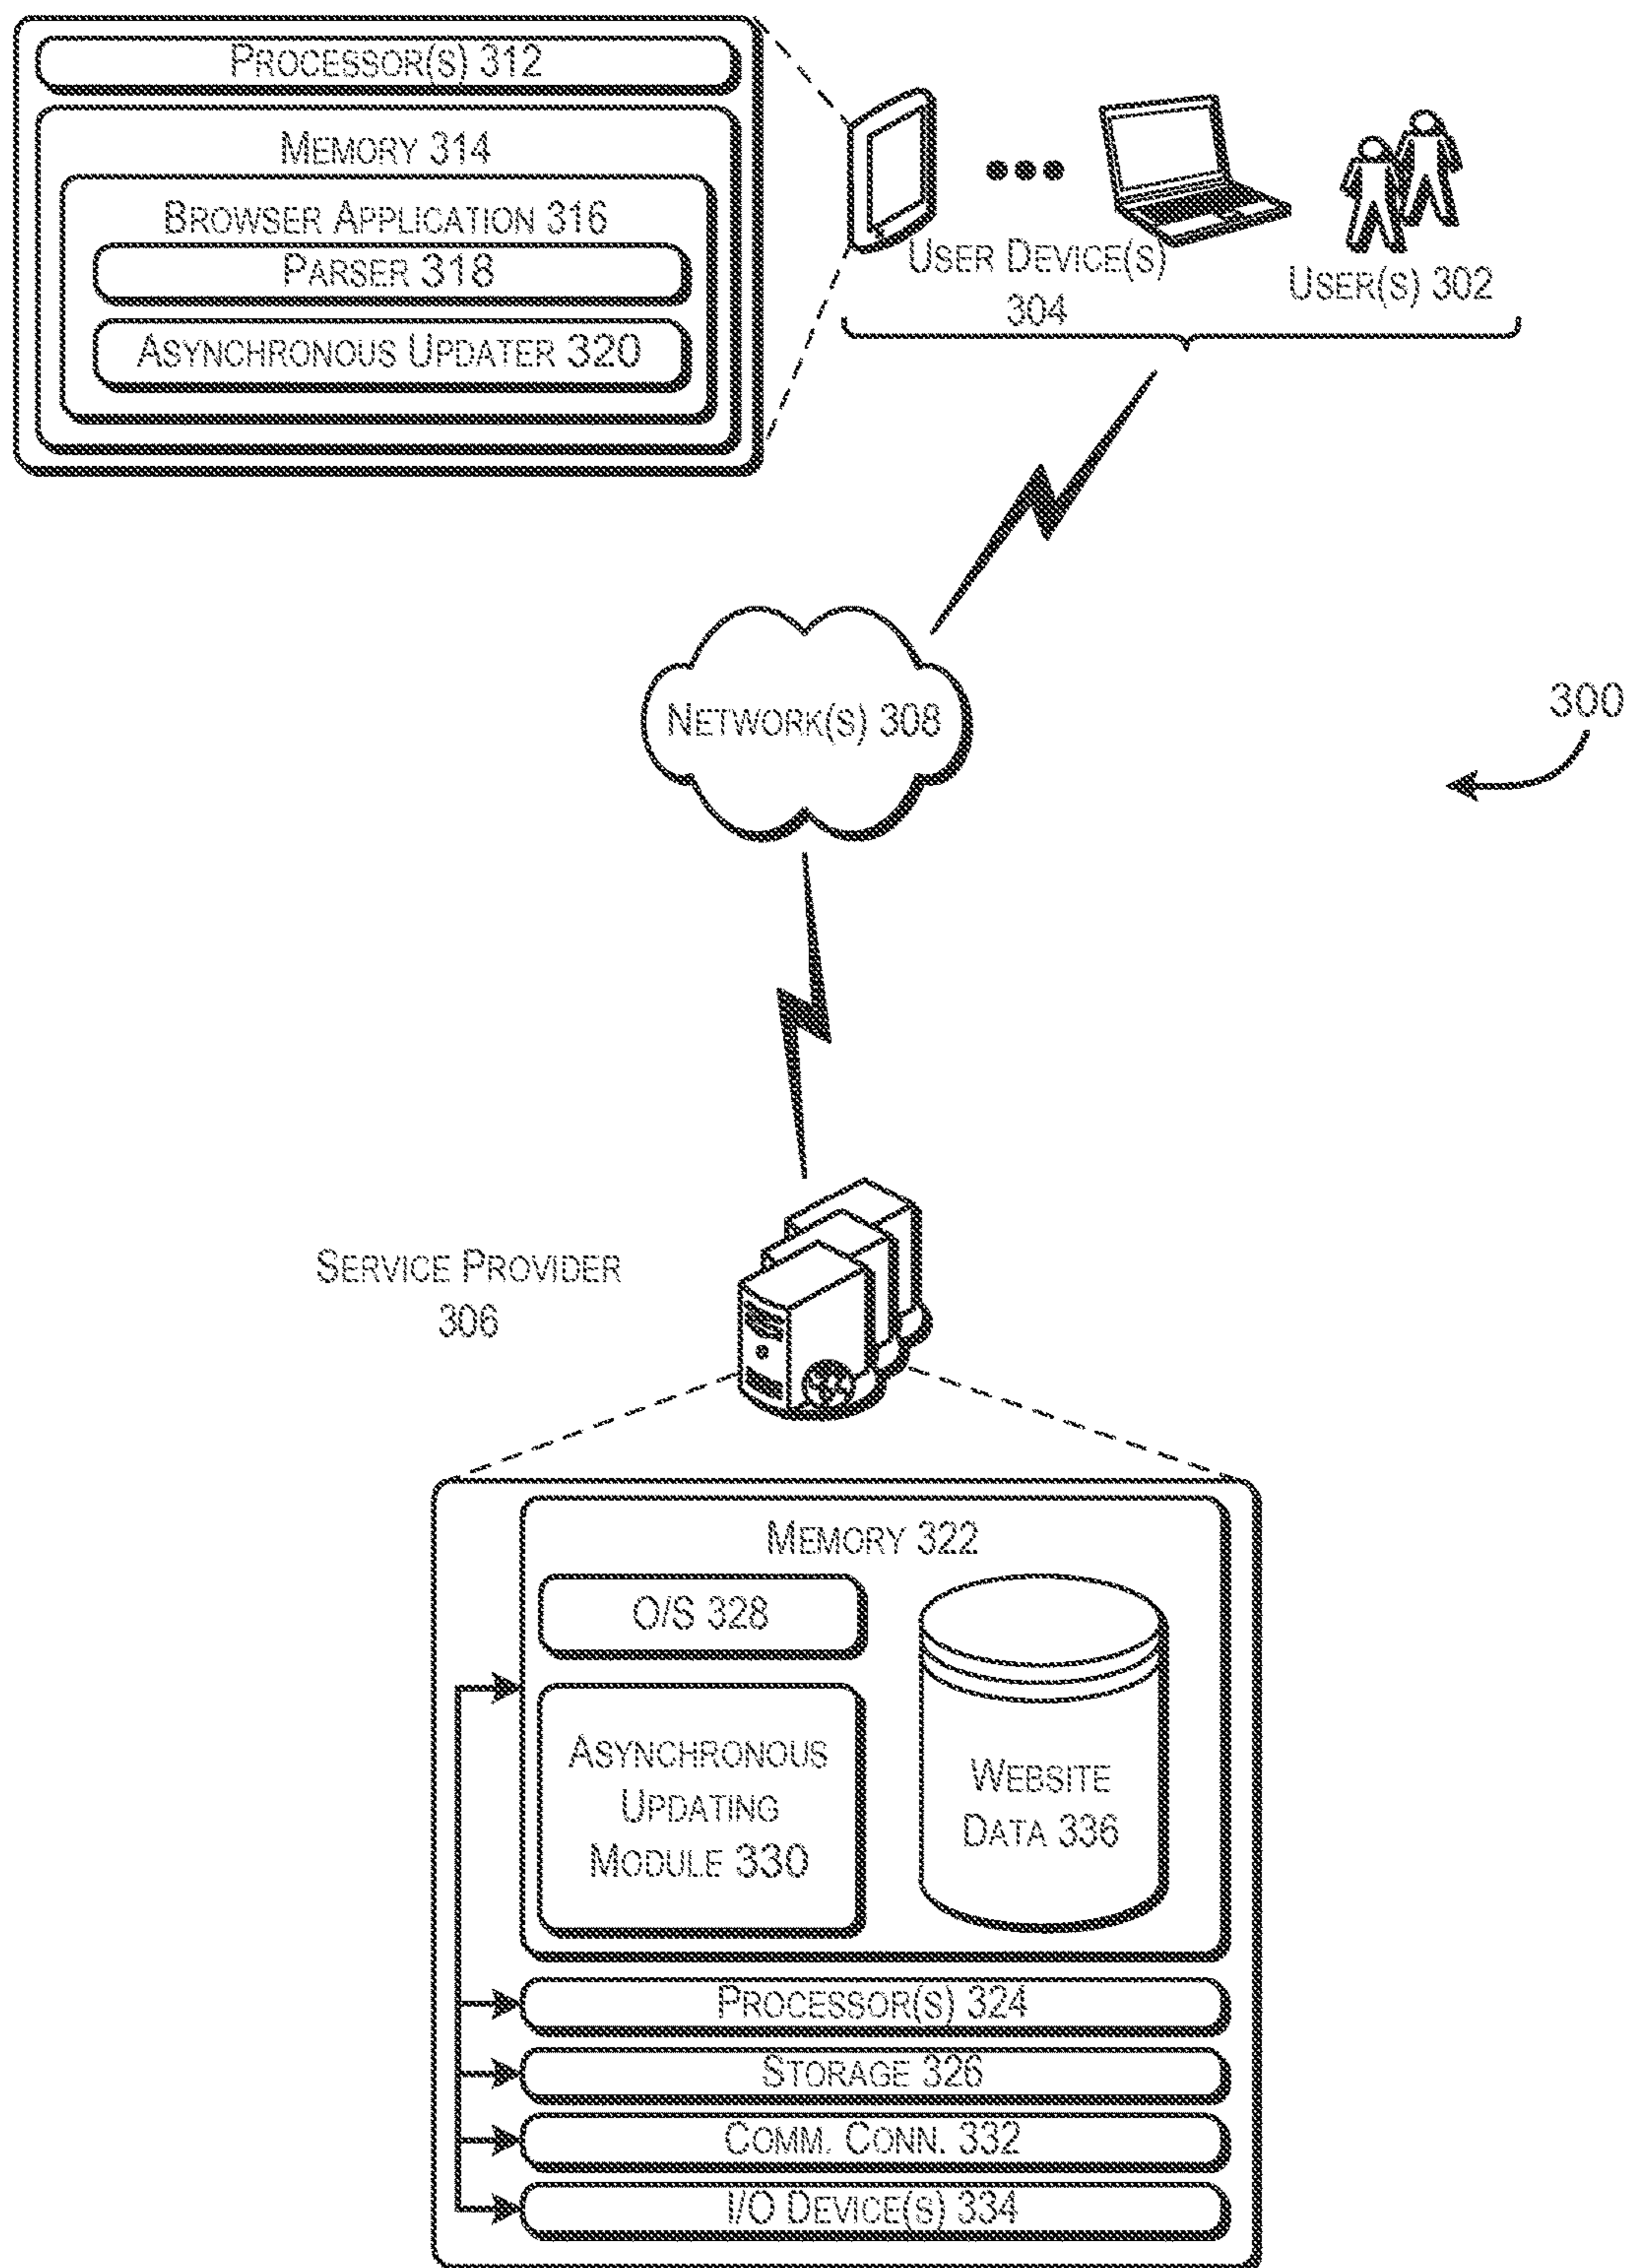 PROCESSOR(S) 312
MEMORY 314
BROWSER APPLICATION 316
PARSER 318
ASYNCHRONOUS UPDATER 320
USER DEVICE(S)
304
USER(S) 302
NETWORK(S) 308
300
SERVICE PROVIDER
306
MEMORY 322
O/S 328
ASYNCHRONOUS
UPDATING
MODULE 330
WEBSITE
DATA 336
PROCESSOR(S) 324
STORAGE 326
COMM. CONN. 332
I/O DEVICE(S) 334